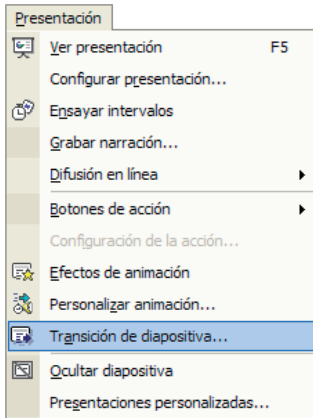 Presentación
Ver presentación F5
Configurar presentación...
Ensayar intervalos
Grabar narración...
Difusión en línea
Botones de acción
Configuración de la acción...
Efectos de animación
Personalizar animación...
Transición de diapositiva...
Ocultar diapositiva
Presentaciones personalizadas...